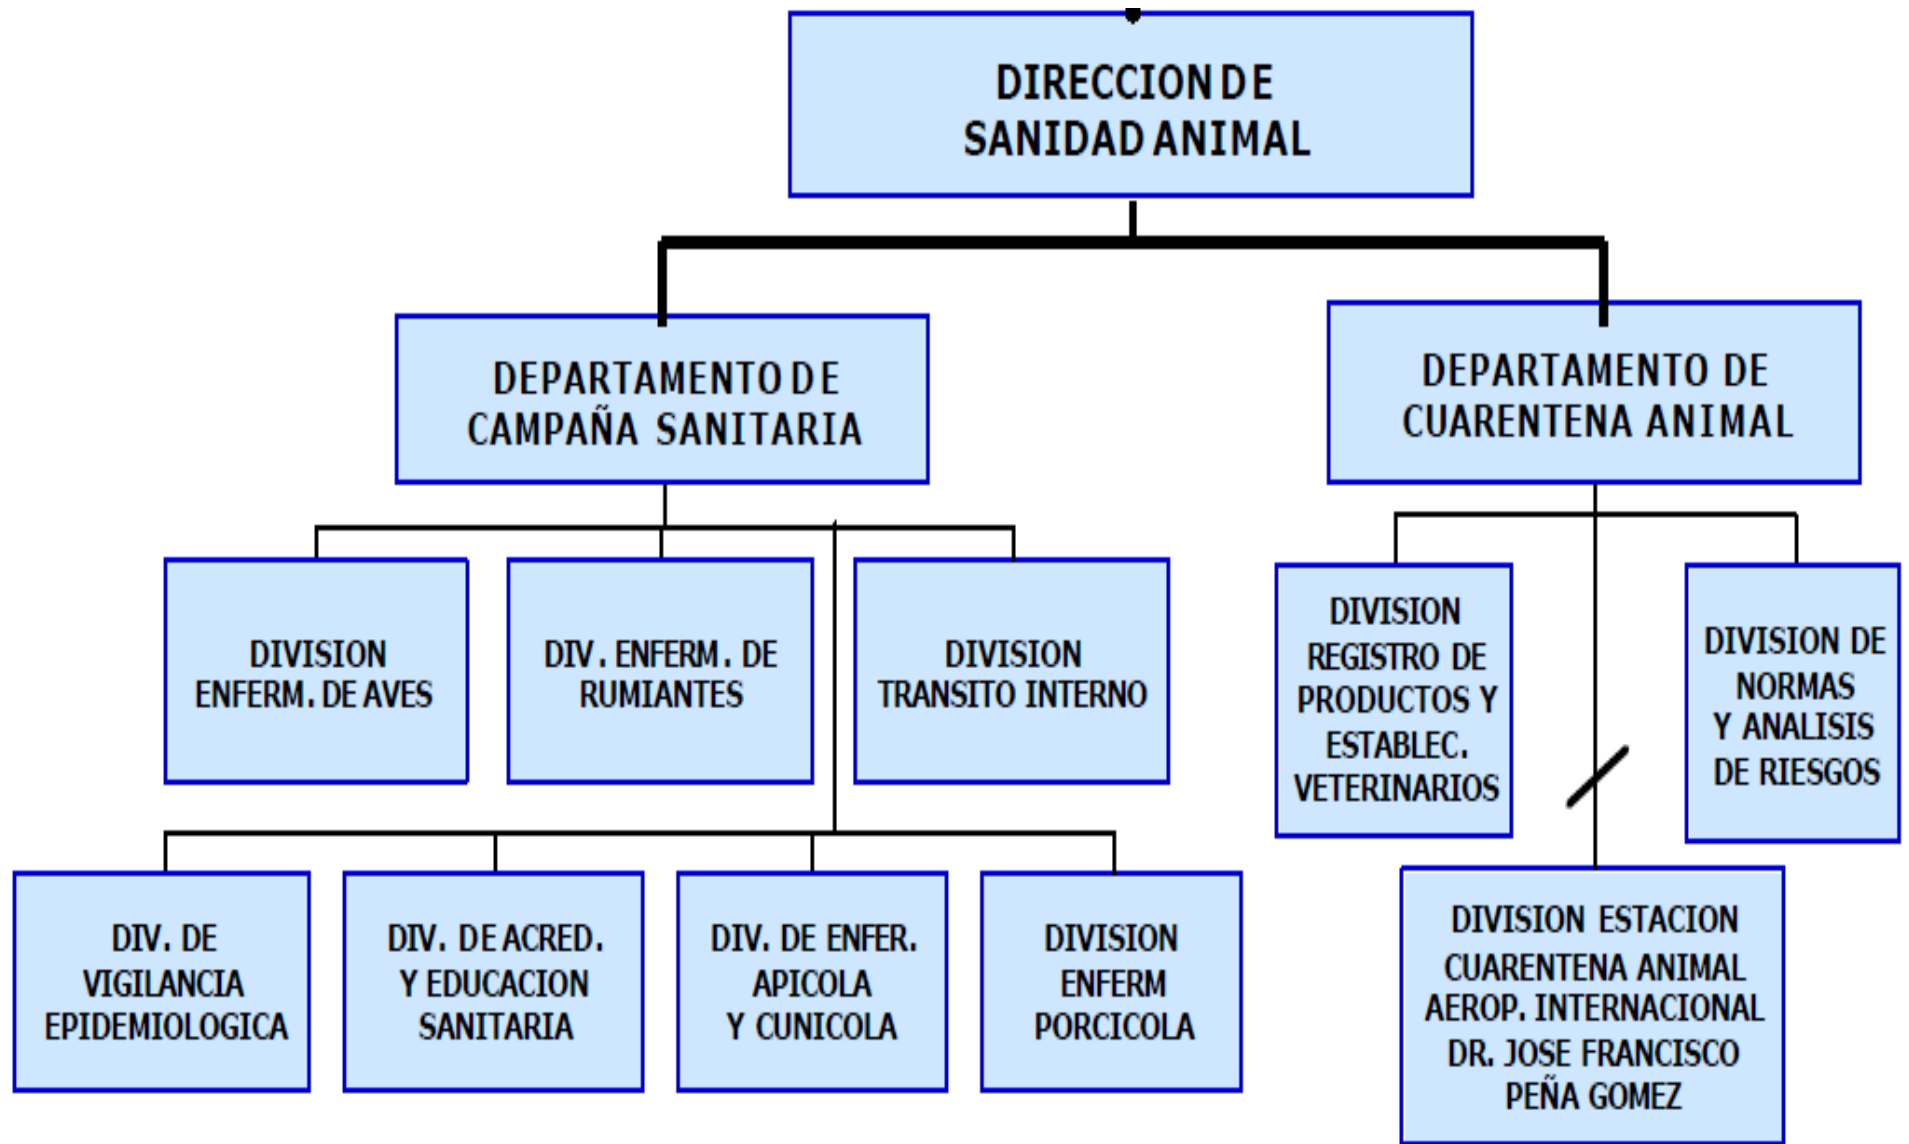 DIRECCION DE
SANIDAD ANIMAL
DEPARTAMENTO DE
CAMPAÑA SANITARIA
DEPARTAMENTO DE
CUARENTENA ANIMAL
DIVISION
ENFERM. DE AVES
DIV. ENFERM. DE
RUMIANTES
DIVISION
TRANSITO INTERNO
DIVISION
REGISTRO DE
PRODUCTOS Y
ESTABLEC.
VETERINARIOS
DIVISION DE
NORMAS
Y ANALISIS
DE RIESGOS
DIV. DE
VIGILANCIA
EPIDEMIOLOGICA
DIV. DE ACRED.
Y EDUCACION
SANITARIA
DIV. DE ENFER.
APICOLA
Y CUNICOLA
DIVISION
ENFERM
PORCICOLA
DIVISION ESTACION
CUARENTENA ANIMAL
AEROP. INTERNACIONAL
DR. JOSE FRANCISCO
PEÑA GOMEZ